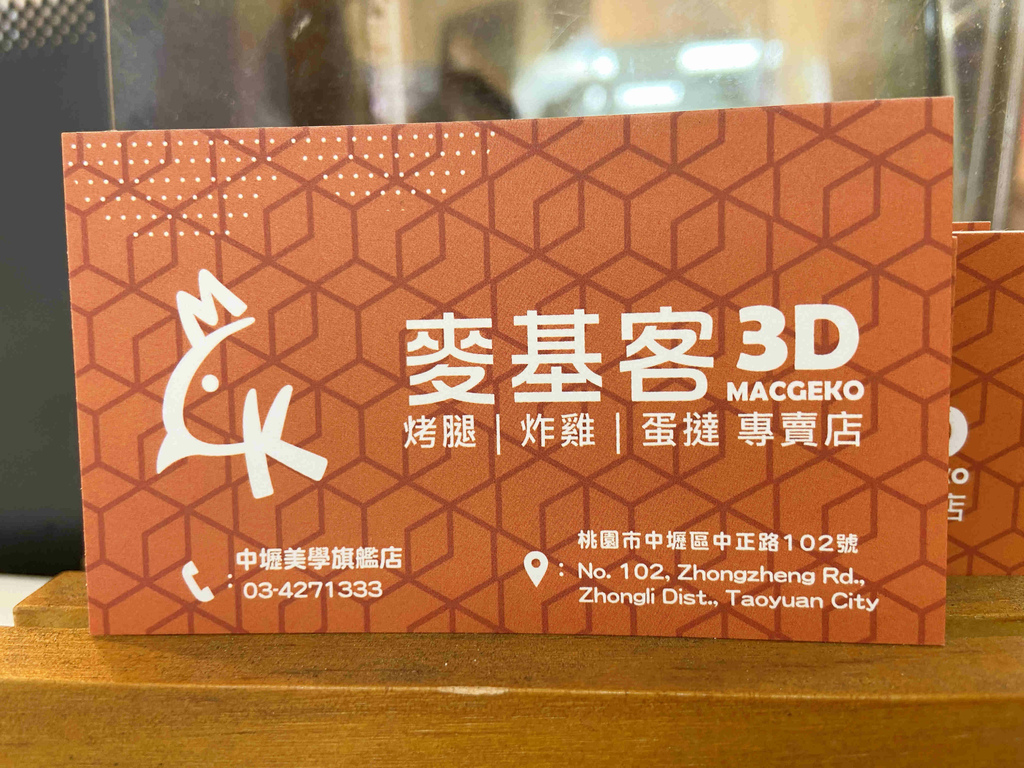 麥基客 3D
MACGEKO
烤腿 | 炸雞 | 蛋撻 專賣店
中壢美學旗艦店
03-4271333
桃園市中壢區中正路102號
No. 102, Zhongzheng Rd.,
Zhongli Dist., Taoyuan City
店